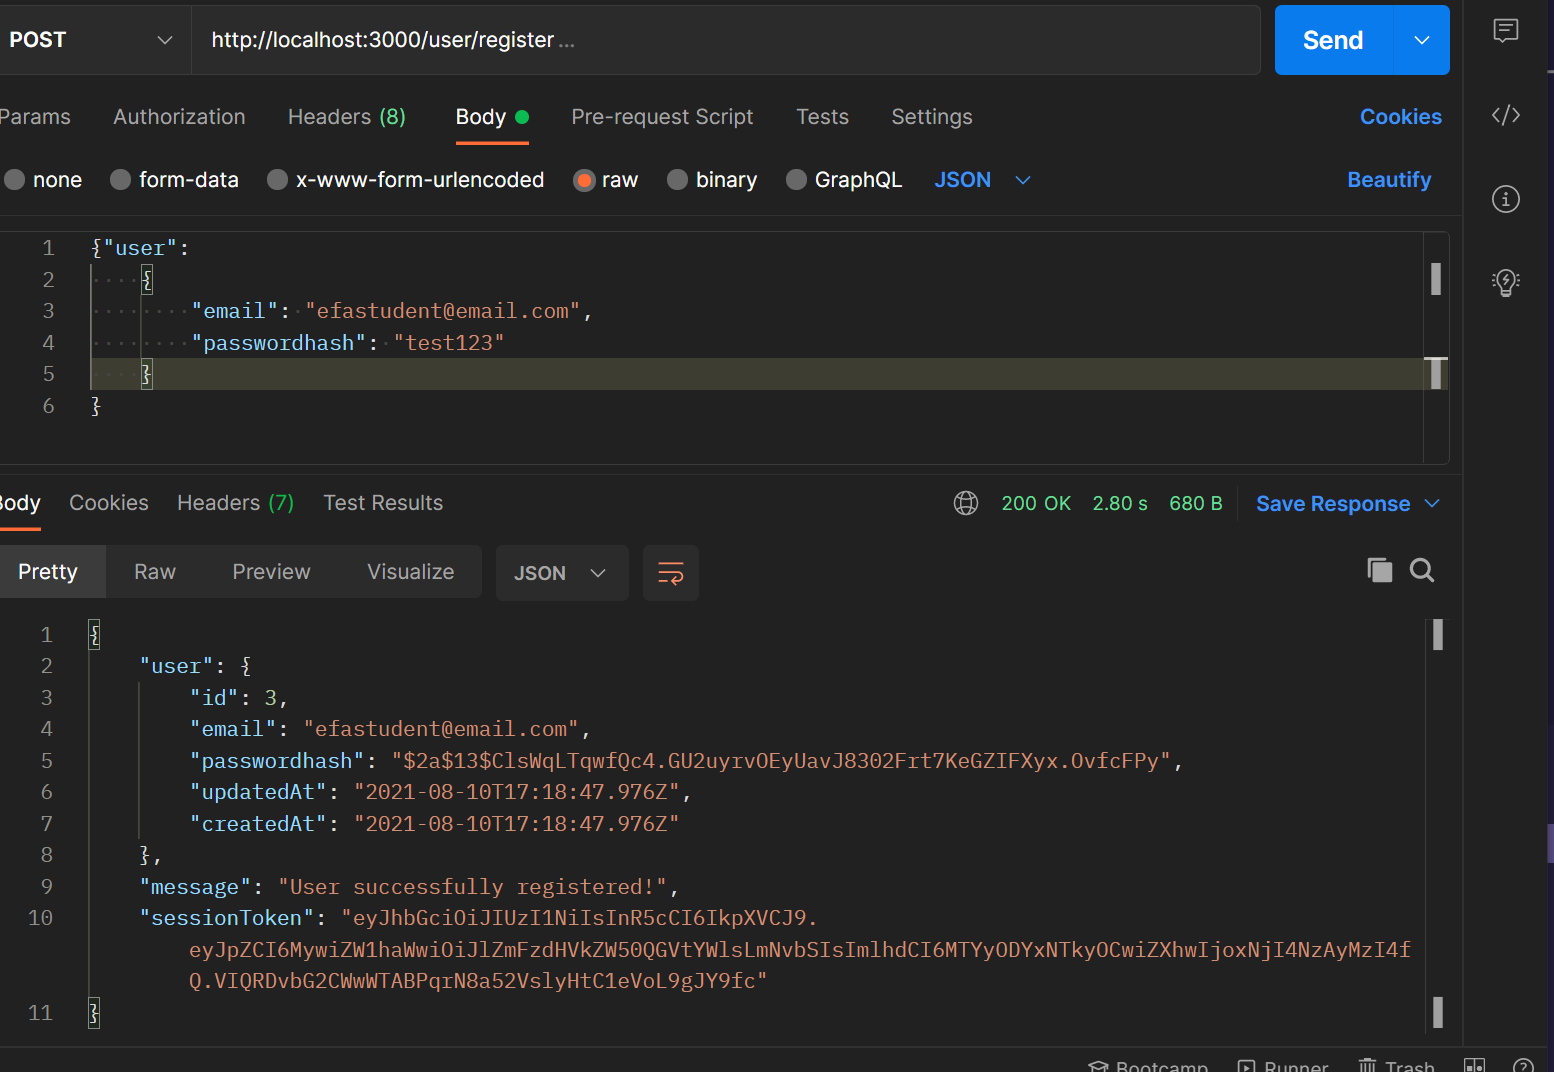 POST http://localhost:3000/user/register ... Send
Params Authorization Headers (8) Body Pre-request Script Tests Settings Cookies
none form-data x-www-form-urlencoded raw binary GraphQL JSON Beautify
1 {"user":
2 {
3 "email": "efastudent@email.com",
4 "passwordhash": "test123"
5 }
6 }
Body Cookies Headers (7) Test Results 200 OK 2.80 s 680 B Save Response
Pretty Raw Preview Visualize JSON
1 {
2 "user": {
3 "id": 3,
4 "email": "efastudent@email.com",
5 "passwordhash": "$2a$13$ClsWqLTqwfQc4.GU2uyrvOEyUavJ8302Frt7KeGZIFXyx.OvfcFPy",
6 "updatedAt": "2021-08-10T17:18:47.976Z",
7 "createdAt": "2021-08-10T17:18:47.976Z"
8 },
9 "message": "User successfully registered!",
10 "sessionToken": "eyJhbGciOiJIUzI1NiIsInR5cCI6IkpXVCJ9.
eyJpZCI6MywiZW1haWwiOiJlZmFzdHVkZW50QGVtYWlsLmNvbSIsImlhdCI6MTYyODYxNTkyOCwiZXhwIjoxNjI4NzAyMzI4f
Q.VIQRDvbG2CWwWTABPqrN8a52VslyHtC1eVoL9gJY9fc"
11 }
Bootcamp Runner Trash